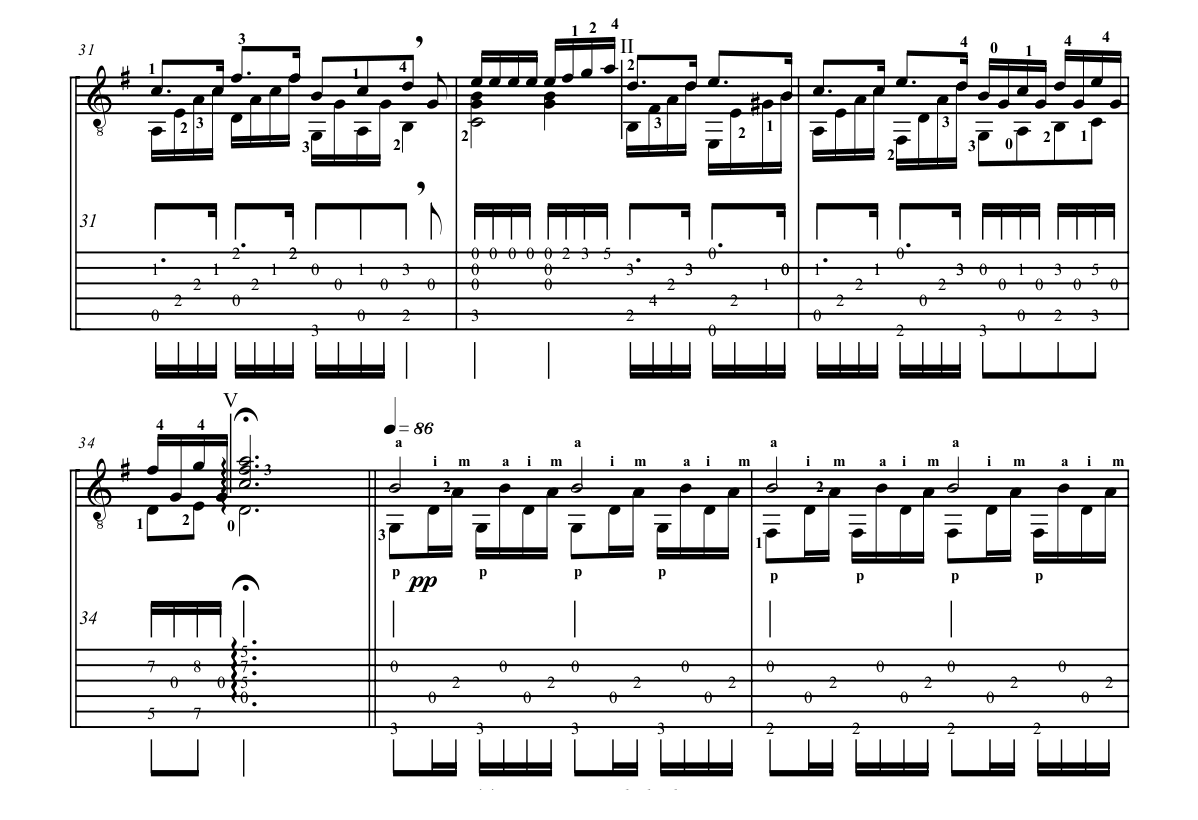 31
1 2 3 3 1 3 4 2 2 1 2 4 II 2 3 2 1 2 4 3 3 0 0 1 2 4 1 4
31
2 2 0 0 0 0 0 2 3 5 0 0
1 1 0 1 3 0 0 3 3 0 1 1 3 0 1 3 5
2 2 0 0 0 0 0 2 1 2 2 0 0 0 0
2 0 4 2 2 0
0 0 2 3 2 0 0 2 3
3 0 2 3
V
34 = 86
4 4 3 a i m a i m a i m a i m a i m a i m a i m a i m
1 2 0 3 2 1 2
p pp p p p p p p p
34
5
7 8 7 0 0 0 0 0 0 0 0
0 0 5 2 2 2 2 2 2 2 2
0 0 0 0 0 0 0 0 0
5 7
3 3 3 3 2 2 2 2